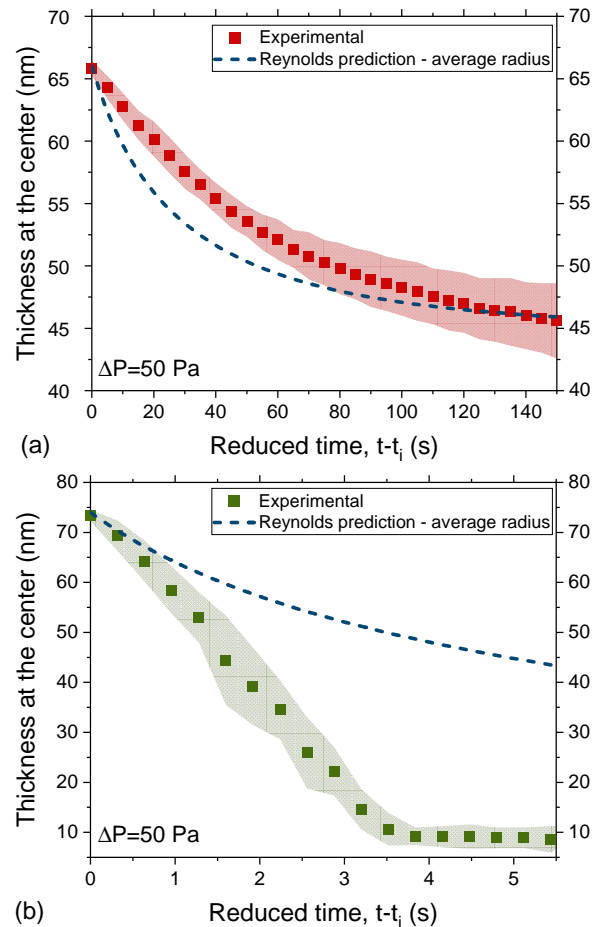 70 70
Experimental
Reynolds prediction - average radius
65 65
60 60
55 55
50 50
45 45
ΔP=50 Pa
40 40
0 20 40 60 80 100 120 140
Thickness at the center (nm)
(a) Reduced time, t-tᵢ (s)
80 80
Experimental
Reynolds prediction - average radius
70 70
60 60
50 50
40 40
30 30
20 20
10 10
ΔP=50 Pa
0 1 2 3 4 5
Thickness at the center (nm)
(b) Reduced time, t-tᵢ (s)